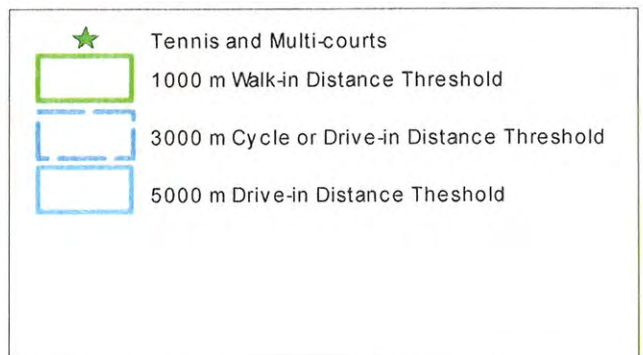 Tennis and Multi-courts
1000 m Walk-in Distance Threshold
3000 m Cycle or Drive-in Distance Threshold
5000 m Drive-in Distance Theshold